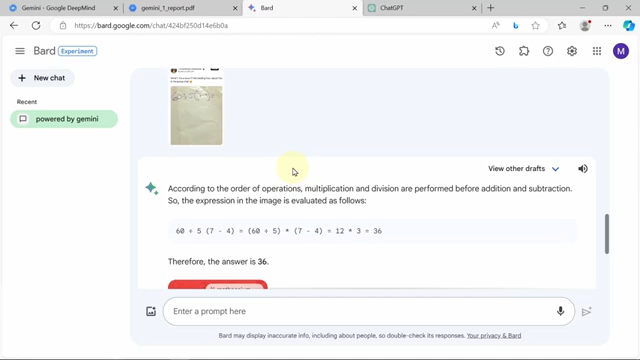 Gemini - Google DeepMind
gemini_1_report.pdf
Bard
ChatGPT
https://bard.google.com/chat/424bf250d14e6b0a
Bard
Experiment
M
New chat
Recent
powered by gemini
View other drafts
According to the order of operations, multiplication and division are performed before addition and subtraction.
So, the expression in the image is evaluated as follows:
60 ÷ 5 (7 - 4) = (60 ÷ 5) * (7 - 4) = 12 * 3 = 36
Therefore, the answer is 36.
Enter a prompt here
Bard may display inaccurate info, including about people, so double-check its responses. Your privacy & Bard